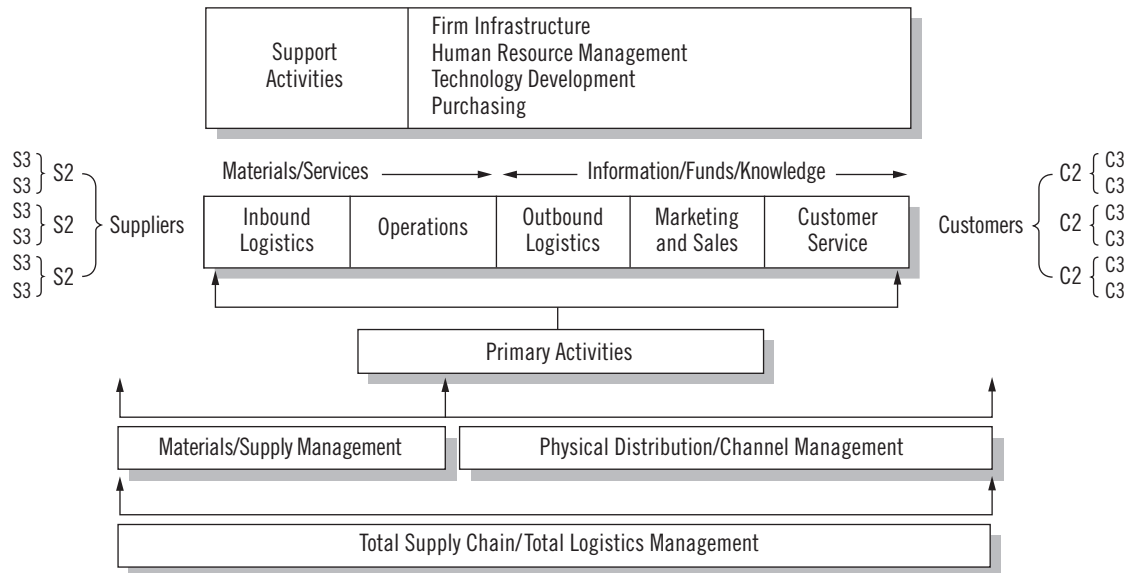 Support
Activities
Firm Infrastructure
Human Resource Management
Technology Development
Purchasing
Materials/Services
Information/Funds/Knowledge
S3
S3
S2
S3
S3
S2
S3
S3
S2
Suppliers
Inbound
Logistics
Operations
Outbound
Logistics
Marketing
and Sales
Customer
Service
Customers
C2
C3
C3
C2
C3
C3
C2
C3
C3
Primary Activities
Materials/Supply Management
Physical Distribution/Channel Management
Total Supply Chain/Total Logistics Management